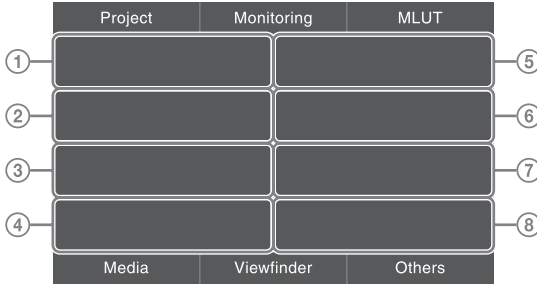 Project Monitoring MLUT
① ⑤
② ⑥
③ ⑦
④ ⑧
Media Viewfinder Others